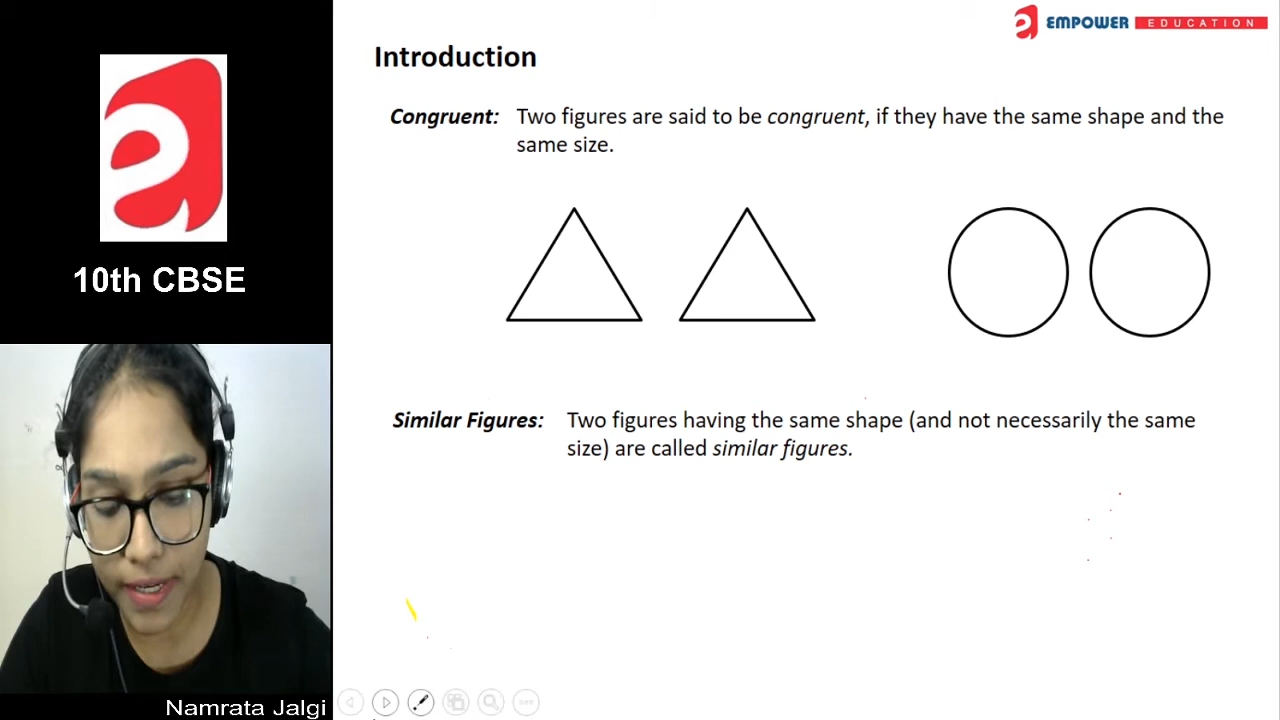 EMPOWER EDUCATION
Introduction
Congruent: Two figures are said to be congruent, if they have the same shape and the
same size.
10th CBSE
Similar Figures: Two figures having the same shape (and not necessarily the same
size) are called similar figures.
Namrata Jalgi